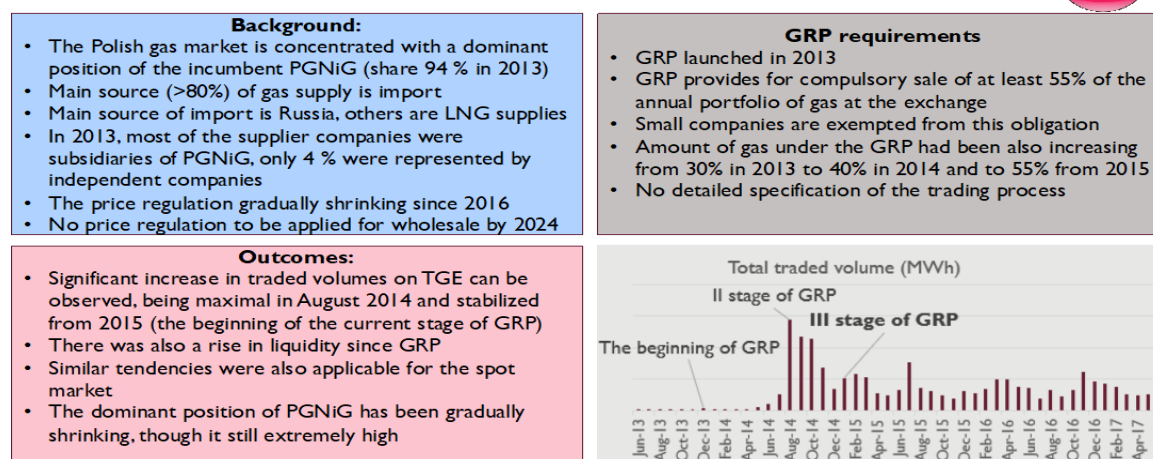 Background:
• The Polish gas market is concentrated with a dominant
position of the incumbent PGNiG (share 94 % in 2013)
• Main source (>80%) of gas supply is import
• Main source of import is Russia, others are LNG supplies
• In 2013, most of the supplier companies were
subsidiaries of PGNiG, only 4 % were represented by
independent companies
• The price regulation gradually shrinking since 2016
• No price regulation to be applied for wholesale by 2024
GRP requirements
• GRP launched in 2013
• GRP provides for compulsory sale of at least 55% of the
annual portfolio of gas at the exchange
• Small companies are exempted from this obligation
• Amount of gas under the GRP had been also increasing
from 30% in 2013 to 40% in 2014 and to 55% from 2015
• No detailed specification of the trading process
Outcomes:
• Significant increase in traded volumes on TGE can be
observed, being maximal in August 2014 and stabilized
from 2015 (the beginning of the current stage of GRP)
• There was also a rise in liquidity since GRP
• Similar tendencies were also applicable for the spot
market
• The dominant position of PGNiG has been gradually
shrinking, though it still extremely high
Total traded volume (MWh)
II stage of GRP
III stage of GRP
The beginning of GRP
Jun-13
Aug-13
Oct-13
Dec-13
Feb-14
Apr-14
Jun-14
Aug-14
Oct-14
Dec-14
Feb-15
Apr-15
Jun-15
Aug-15
Oct-15
Dec-15
Feb-16
Apr-16
Jun-16
Aug-16
Oct-16
Dec-16
Feb-17
Apr-17